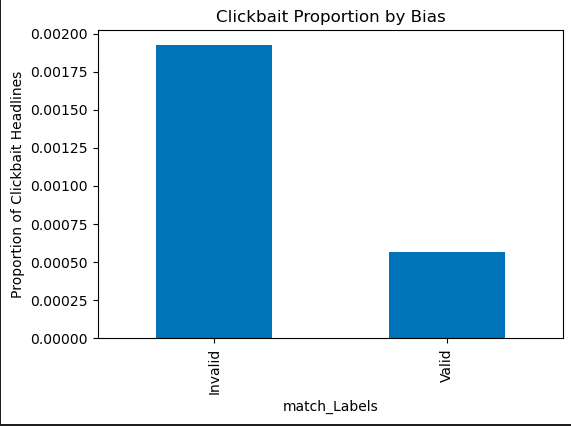 Clickbait Proportion by Bias
Proportion of Clickbait Headlines
0.00200
0.00175
0.00150
0.00125
0.00100
0.00075
0.00050
0.00025
0.00000
Invalid
Valid
match_Labels